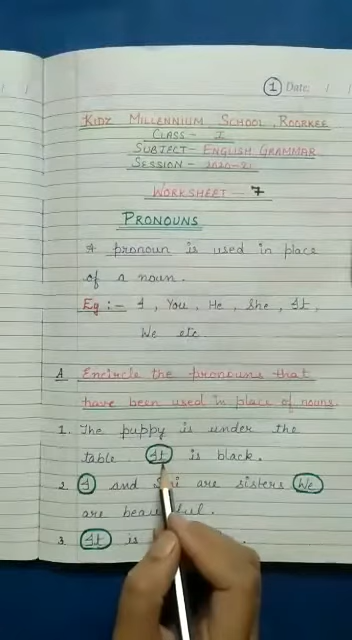 1 Date: / /
KIDZ MILLENNIUM SCHOOL, ROORKEE
CLASS - I
SUBJECT - ENGLISH GRAMMAR
SESSION - 2020-21
WORKSHEET - 7
PRONOUNS
A pronoun is used in place
of a noun.
Eg :- I, You, He, She, It,
We etc
A Encircle the pronouns that
have been used in place of nouns.
1. The puppy is under the
table It is black.
2. I and are sisters We
are beautiful.
3. It is